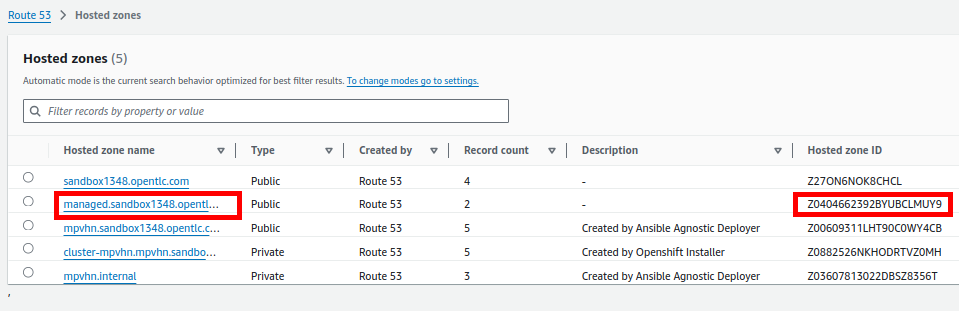 Route 53 > Hosted zones
Hosted zones (5)
Automatic mode is the current search behavior optimized for best filter results. To change modes go to settings.
Filter records by property or value
Hosted zone name Type Created by Record count Description Hosted zone ID
sandbox1348.opentlc.com Public Route 53 4 - Z27ON6NOK8CHCL
managed.sandbox1348.opentl... Public Route 53 2 - Z0404662392BYUBCLMUY9
mpvhn.sandbox1348.opentlc.c... Public Route 53 5 Created by Ansible Agnostic Deployer Z00609311LHT90C0WY4CB
cluster-mpvhn.mpvhn.sandbo... Private Route 53 5 Created by Openshift Installer Z0882526NKHODRTVZ0MH
mpvhn.internal Private Route 53 3 Created by Ansible Agnostic Deployer Z03607813022DBSZ8356T
,